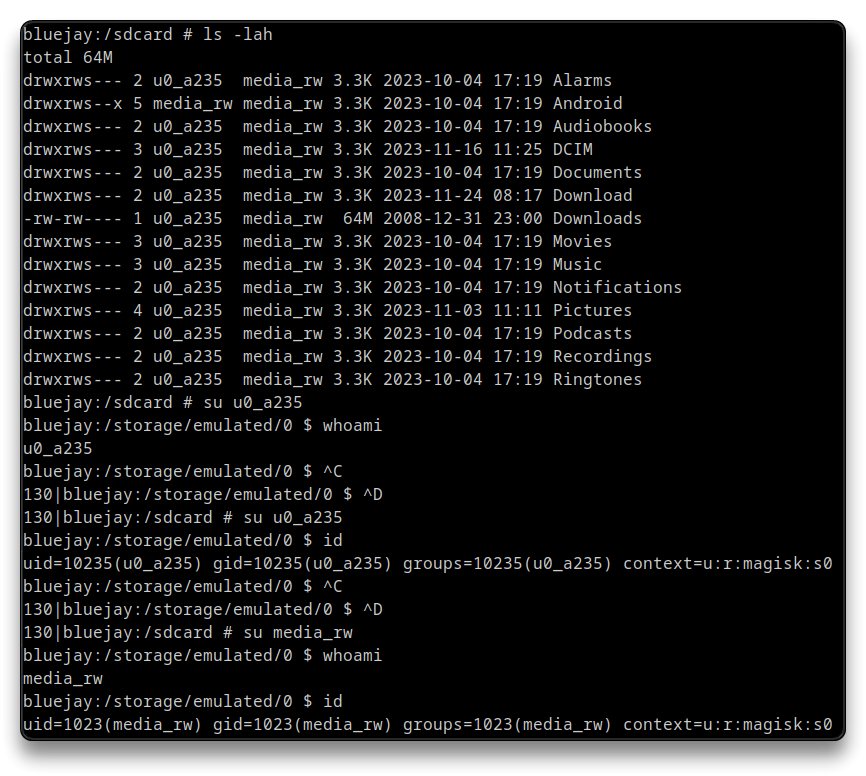 bluejay:/sdcard # ls -lah
total 64M
drwxrws--- 2 u0_a235  media_rw 3.3K 2023-10-04 17:19 Alarms
drwxrws--x 5 media_rw media_rw 3.3K 2023-10-04 17:19 Android
drwxrws--- 2 u0_a235  media_rw 3.3K 2023-10-04 17:19 Audiobooks
drwxrws--- 3 u0_a235  media_rw 3.3K 2023-11-16 11:25 DCIM
drwxrws--- 2 u0_a235  media_rw 3.3K 2023-10-04 17:19 Documents
drwxrws--- 2 u0_a235  media_rw 3.3K 2023-11-24 08:17 Download
-rw-rw---- 1 u0_a235  media_rw  64M 2008-12-31 23:00 Downloads
drwxrws--- 3 u0_a235  media_rw 3.3K 2023-10-04 17:19 Movies
drwxrws--- 3 u0_a235  media_rw 3.3K 2023-10-04 17:19 Music
drwxrws--- 2 u0_a235  media_rw 3.3K 2023-10-04 17:19 Notifications
drwxrws--- 4 u0_a235  media_rw 3.3K 2023-11-03 11:11 Pictures
drwxrws--- 2 u0_a235  media_rw 3.3K 2023-10-04 17:19 Podcasts
drwxrws--- 2 u0_a235  media_rw 3.3K 2023-10-04 17:19 Recordings
drwxrws--- 2 u0_a235  media_rw 3.3K 2023-10-04 17:19 Ringtones
bluejay:/sdcard # su u0_a235
bluejay:/storage/emulated/0 $ whoami
u0_a235
bluejay:/storage/emulated/0 $ ^C
130|bluejay:/storage/emulated/0 $ ^D
130|bluejay:/sdcard # su u0_a235
bluejay:/storage/emulated/0 $ id
uid=10235(u0_a235) gid=10235(u0_a235) groups=10235(u0_a235) context=u:r:magisk:s0
bluejay:/storage/emulated/0 $ ^C
130|bluejay:/storage/emulated/0 $ ^D
130|bluejay:/sdcard # su media_rw
bluejay:/storage/emulated/0 $ whoami
media_rw
bluejay:/storage/emulated/0 $ id
uid=1023(media_rw) gid=1023(media_rw) groups=1023(media_rw) context=u:r:magisk:s0